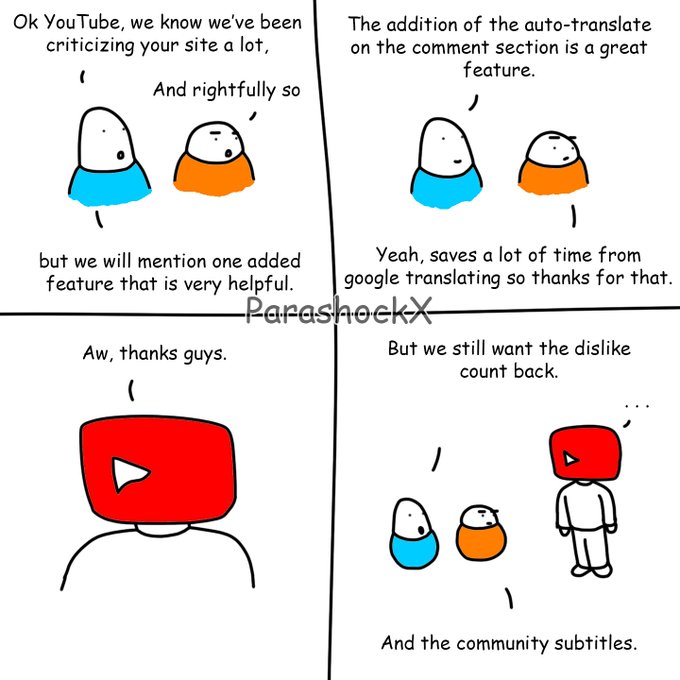 Ok YouTube, we know we've been
criticizing your site a lot,
And rightfully so
but we will mention one added
feature that is very helpful.
The addition of the auto-translate
on the comment section is a great
feature.
Yeah, saves a lot of time from
google translating so thanks for that.
ParashockX
Aw, thanks guys.
But we still want the dislike
count back.
...
And the community subtitles.